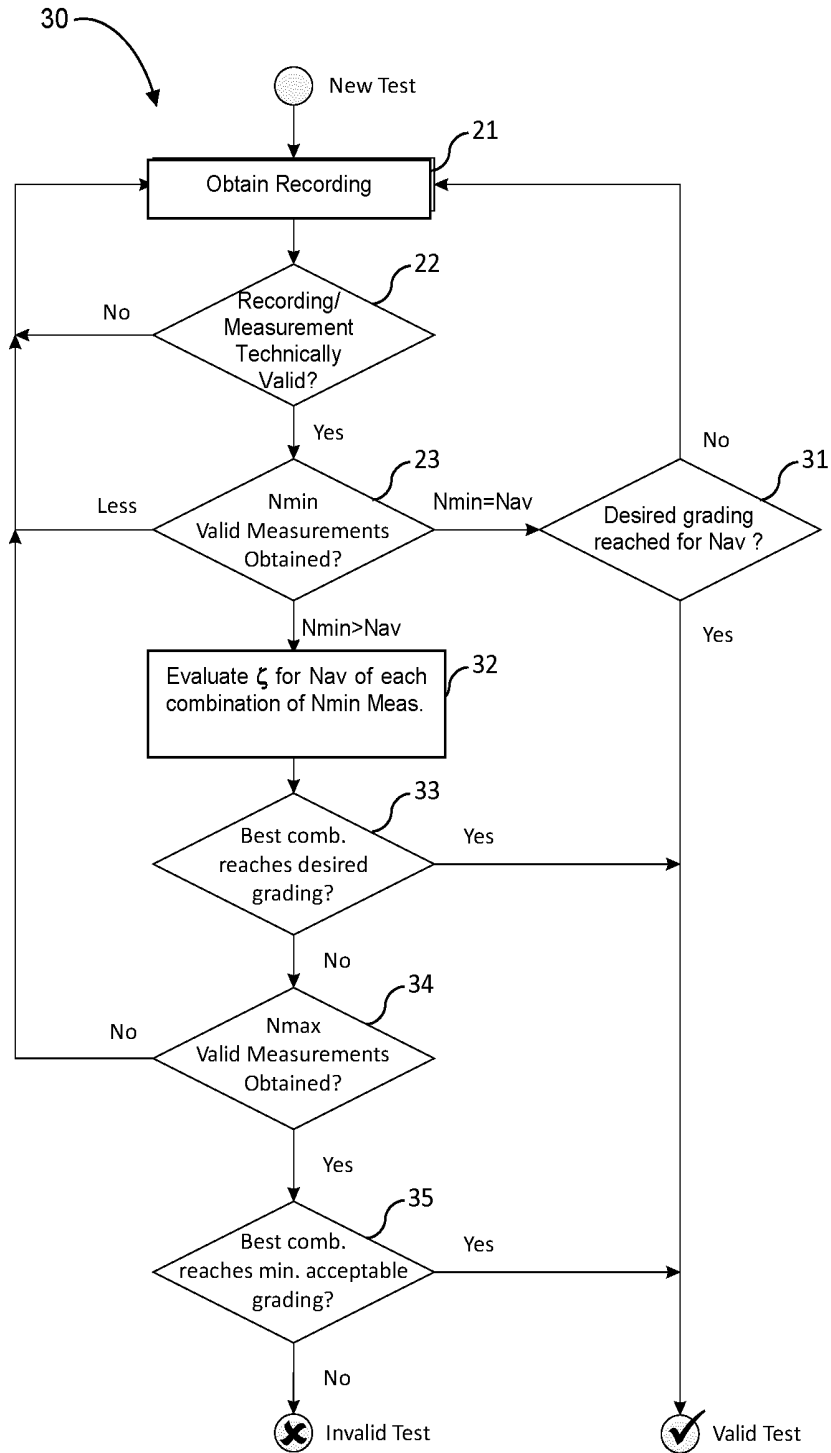 30
New Test
21
Obtain Recording
22
No
Recording/
Measurement
Technically
Valid?
Yes
23
Less
Nmin
Valid Measurements
Obtained?
Nmin=Nav
No
31
Desired grading
reached for Nav ?
Yes
Nmin>Nav
32
Evaluate ζ for Nav of each
combination of Nmin Meas.
33
Best comb.
reaches desired
grading?
Yes
No
34
No
Nmax
Valid Measurements
Obtained?
Yes
35
Best comb.
reaches min. acceptable
grading?
Yes
No
Invalid Test
Valid Test